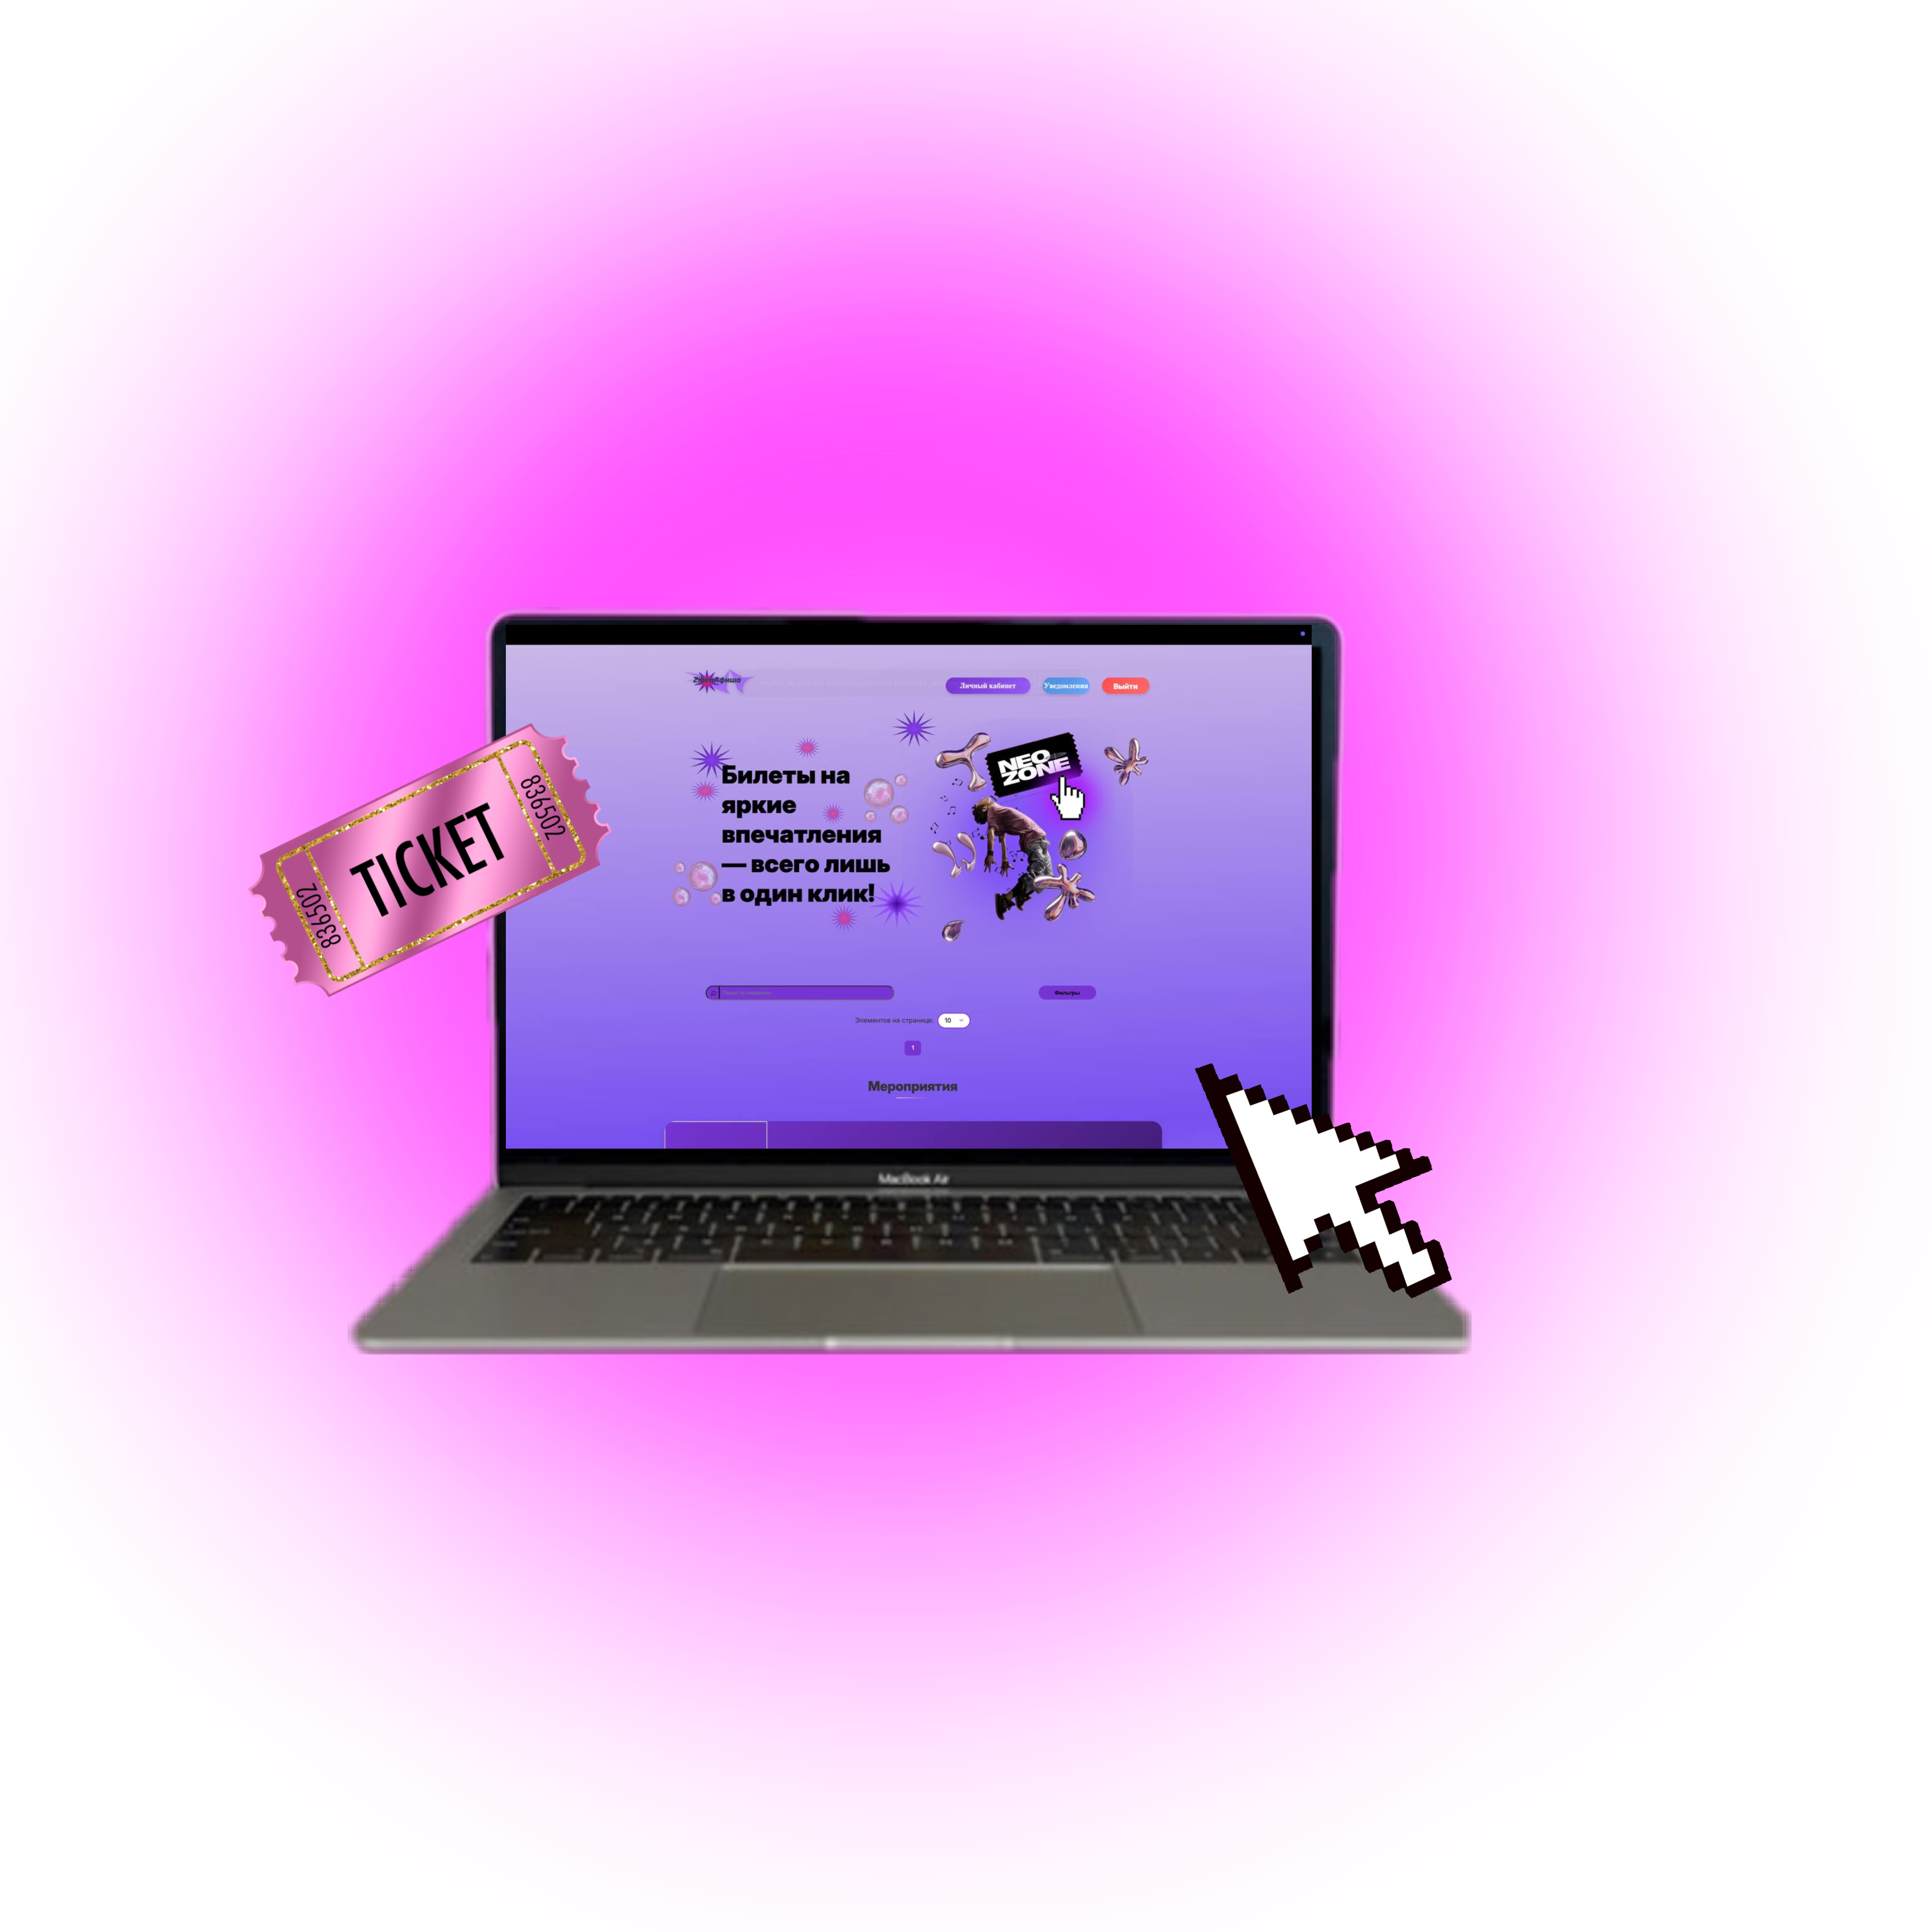 Личный кабинет
Уведомления
Выйти
NEO
ZONE
Билеты на
яркие
впечатления
— всего лишь
в один клик!
TICKET
836502
836502
Фильтры
Элементов на странице: 10
1
Мероприятия
MacBook Air